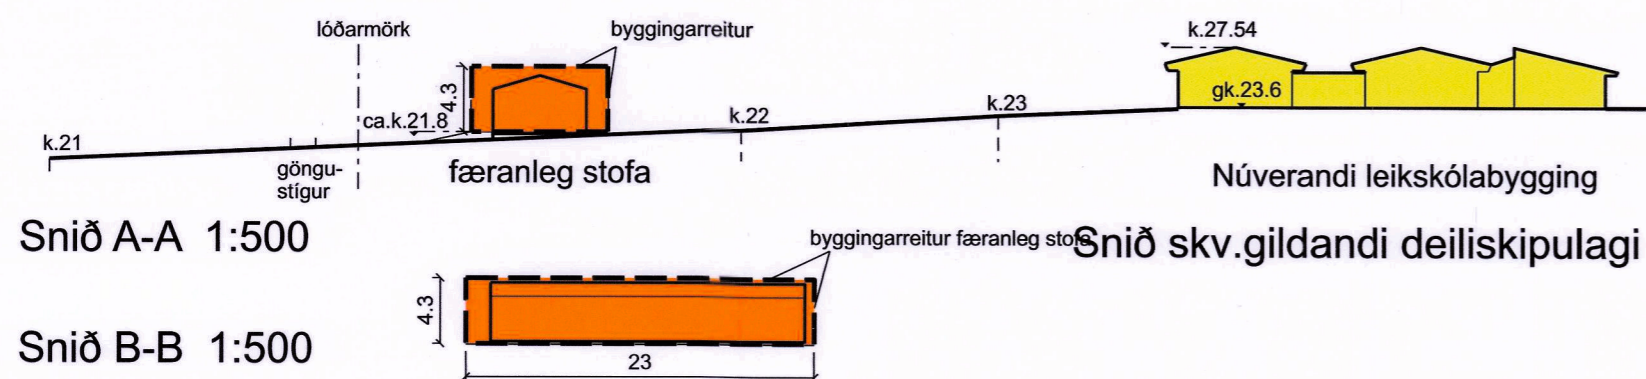 lóðarmörk
byggingarreitur
k.27.54
4.3
ca.k.21.8
gk.23.6
k.21
k.22
k.23
göngu-
stígur
færanleg stofa
Núverandi leikskólabygging
Snið A-A 1:500
byggingarreitur færanleg stofa
Snið skv.gildandi deiliskipulagi
4.3
Snið B-B 1:500
23